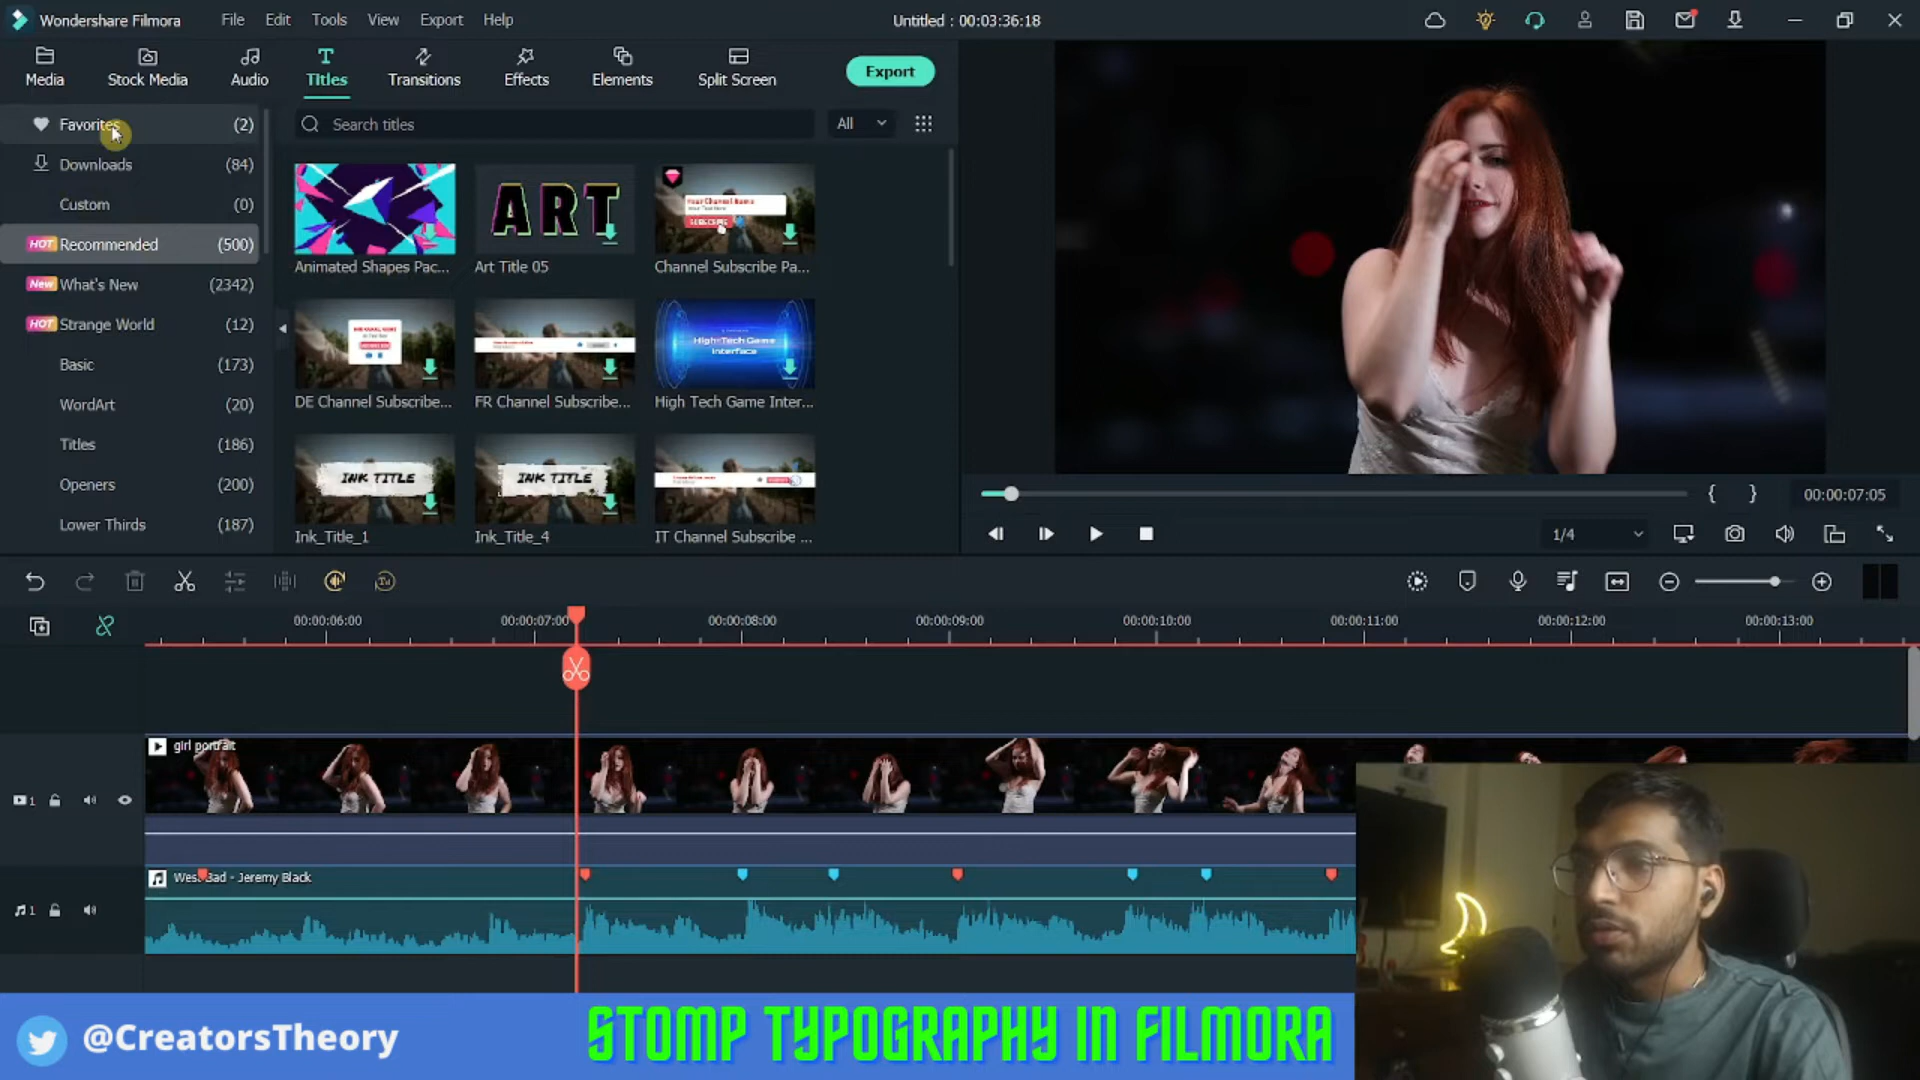 Wondershare Filmora
File Edit Tools View Export Help
Untitled : 00:03:36:18
Media Stock Media Audio Titles Transitions Effects Elements Split Screen
Export
Favorites (2)
Search titles
All
Downloads (84)
Custom (0)
HOT Recommended (500)
New What's New (2342)
HOT Strange World (12)
Basic (173)
WordArt (20)
Titles (186)
Openers (200)
Lower Thirds (187)
ART
Your Channel Name
SUBSCRIBE
Animated Shapes Pac... Art Title 05 Channel Subscribe Pa...
High-Tech Game
Interface
DE Channel Subscribe... FR Channel Subscribe... High Tech Game Inter...
INK TITLE INK TITLE
Ink_Title_1 Ink_Title_4 IT Channel Subscribe ...
00:00:07:05
1/4
00:00:06:00 00:00:07:00 00:00:08:00 00:00:09:00 00:00:10:00 00:00:11:00 00:00:12:00 00:00:13:00
girl portrait
1
Bad - Jeremy Black
1
@CreatorsTheory
STOMP TYPOGRAPHY IN FILMORA